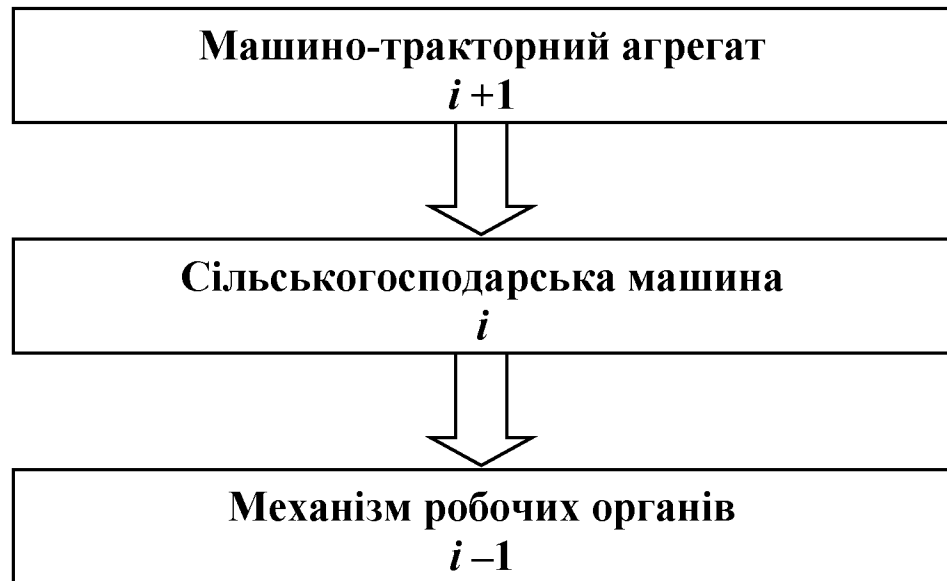 Машино-тракторний агрегат
i +1
Сільськогосподарська машина
i
Механізм робочих органів
i –1